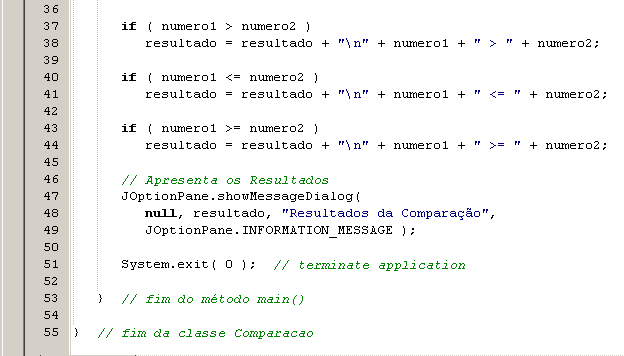 36
37 if ( numero1 > numero2 )
38 resultado = resultado + "\n" + numero1 + " > " + numero2;
39
40 if ( numero1 <= numero2 )
41 resultado = resultado + "\n" + numero1 + " <= " + numero2;
42
43 if ( numero1 >= numero2 )
44 resultado = resultado + "\n" + numero1 + " >= " + numero2;
45
46 // Apresenta os Resultados
47 JOptionPane.showMessageDialog(
48 null, resultado, "Resultados da Comparação",
49 JOptionPane.INFORMATION_MESSAGE );
50
51 System.exit( 0 ); // terminate application
52
53 } // fim do método main()
54
55 } // fim da classe Comparacao